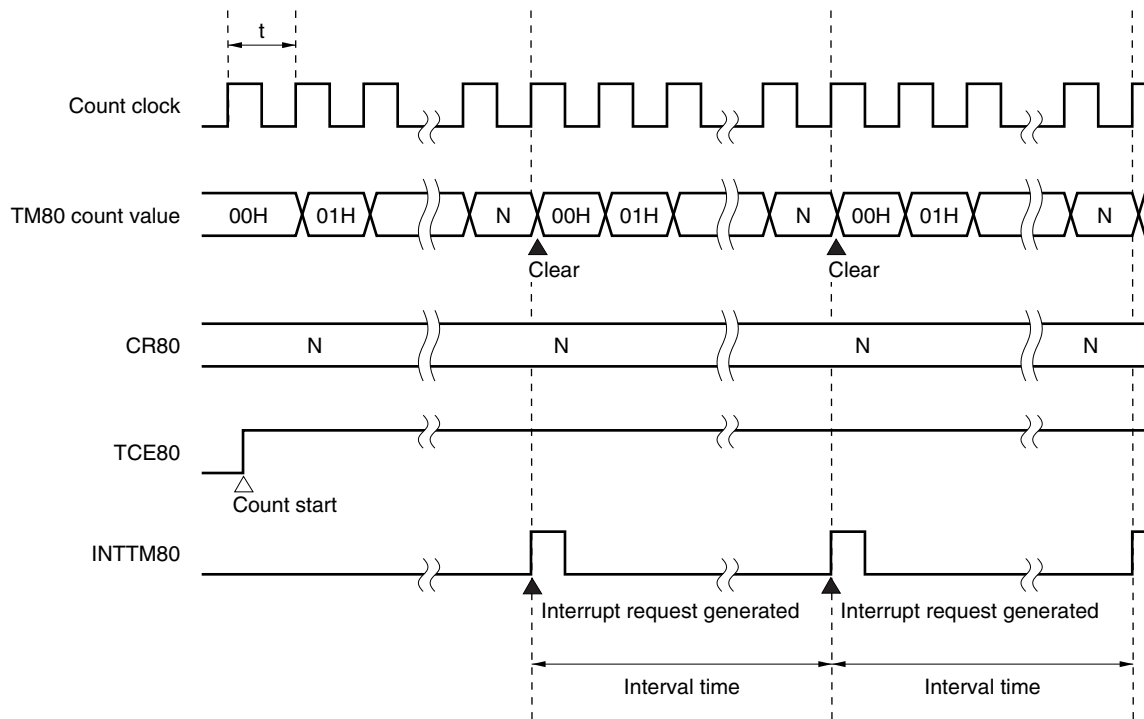 t
Count clock
TM80 count value 00H 01H N 00H 01H N 00H 01H N
Clear Clear
CR80 N N N N
TCE80
Count start
INTTM80
Interrupt request generated Interrupt request generated
Interval time Interval time